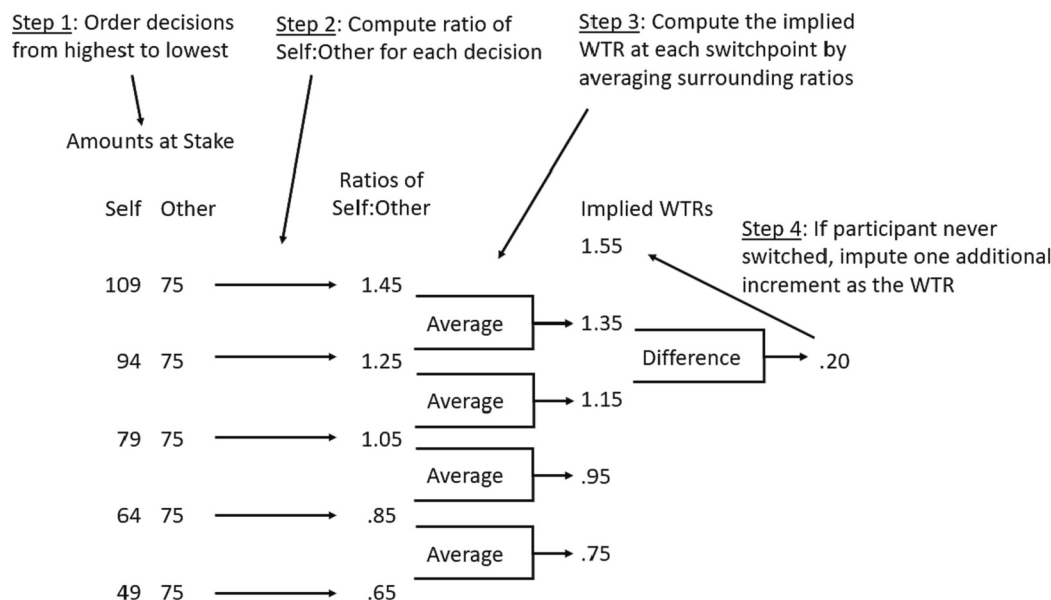 Step 1: Order decisions
from highest to lowest
Step 2: Compute ratio of
Self:Other for each decision
Step 3: Compute the implied
WTR at each switchpoint by
averaging surrounding ratios
Amounts at Stake
Ratios of
Self:Other
Self Other
Implied WTRs
1.55
Step 4: If participant never
switched, impute one additional
increment as the WTR
109 75 1.45
Average 1.35
94 75 1.25
Difference .20
Average 1.15
79 75 1.05
Average .95
64 75 .85
Average .75
49 75 .65